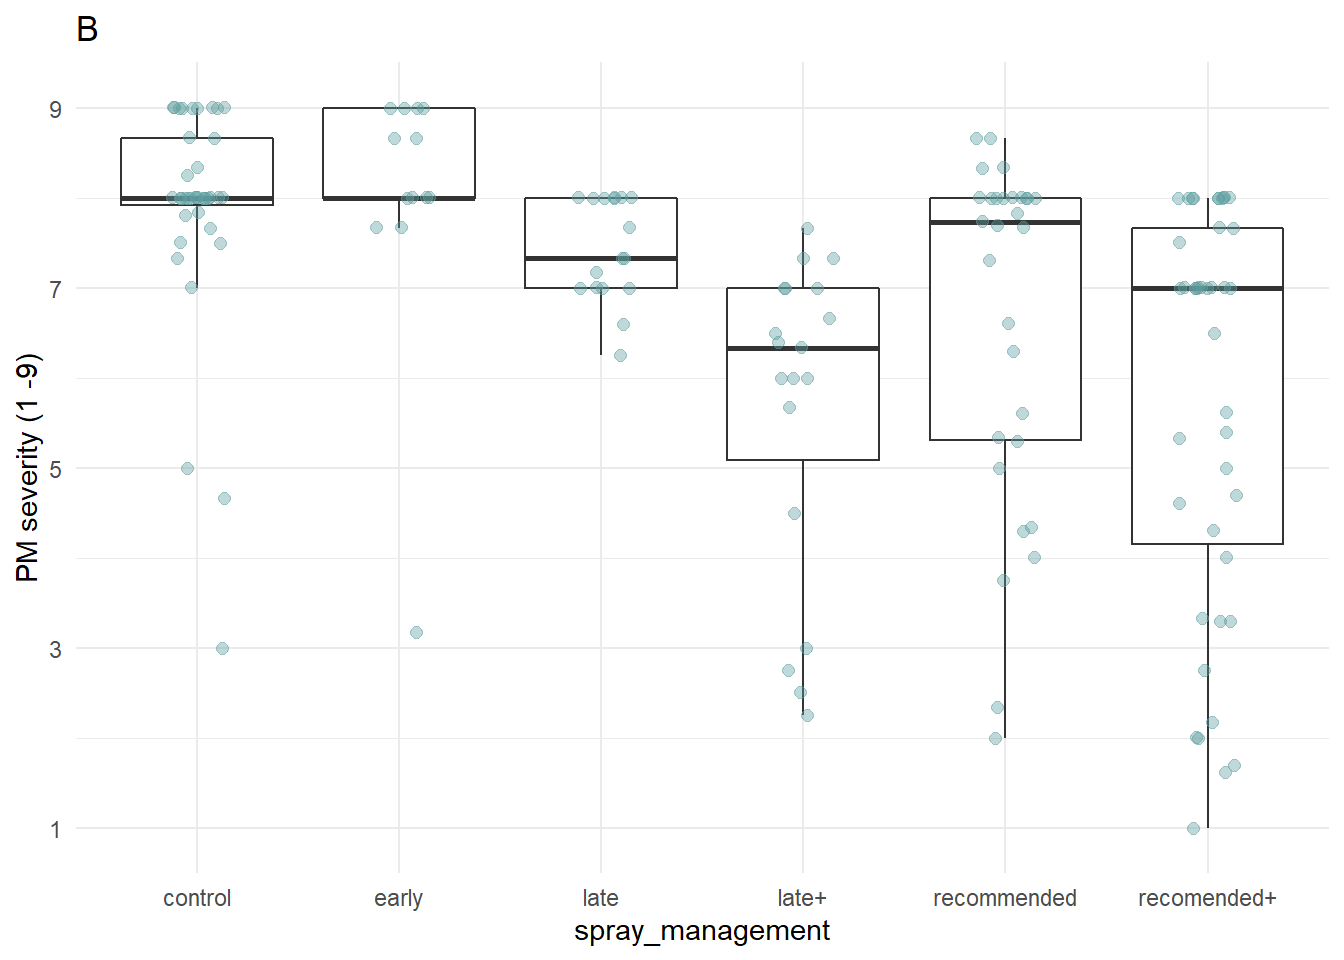 B
9
7
5
3
1
PM severity (1 -9)
control early late late+ recommended recomended+
spray_management